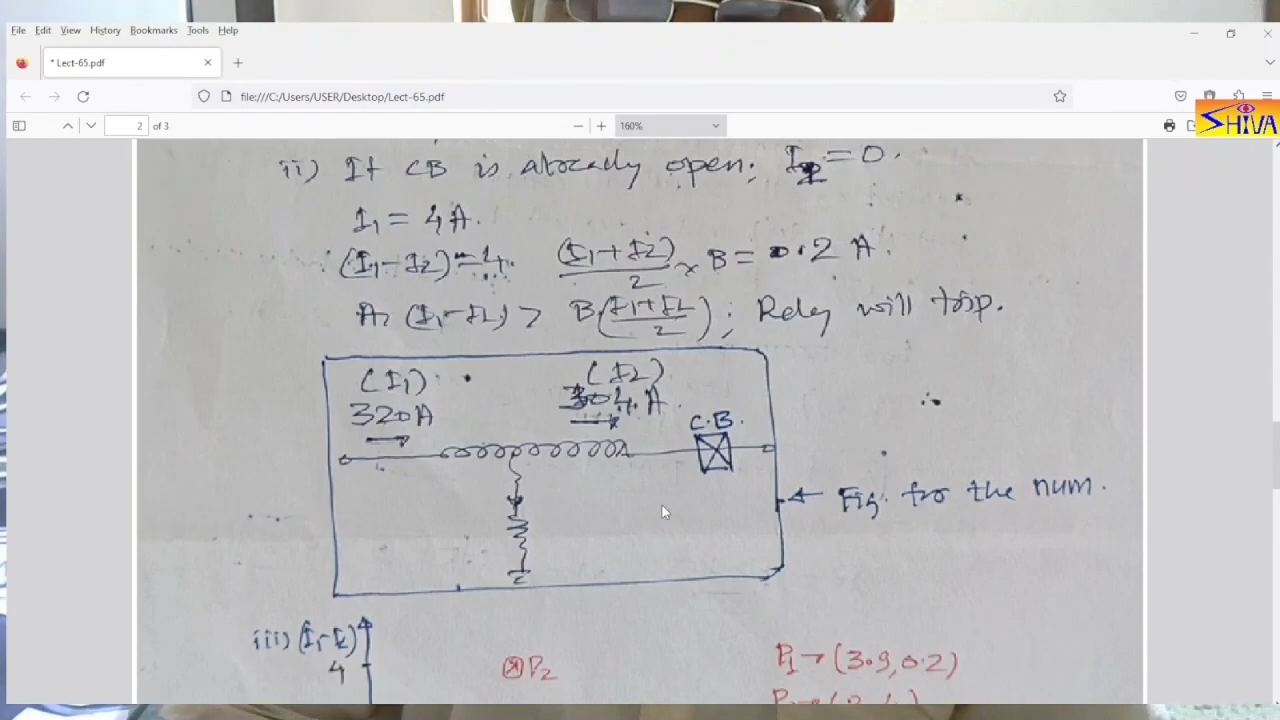 File Edit View History Bookmarks Tools Help
* Lect-65.pdf
file:///C:/Users/USER/Desktop/Lect-65.pdf
SHIVA
2 of 3
160%
ii) If CB is already open; I2 = 0.
I1 = 4A.
∴ (I1-I2) = 4. (I1+I2)/2 × B = 0.2 A.
As (I1-I2) > B(I1+I2)/2; Relay will trip.
(I1) (I2)
320A 304A
C.B.
← Fig. for the num.
iii) (I1-I2)
4
P2
P1 → (3.9, 0.2)